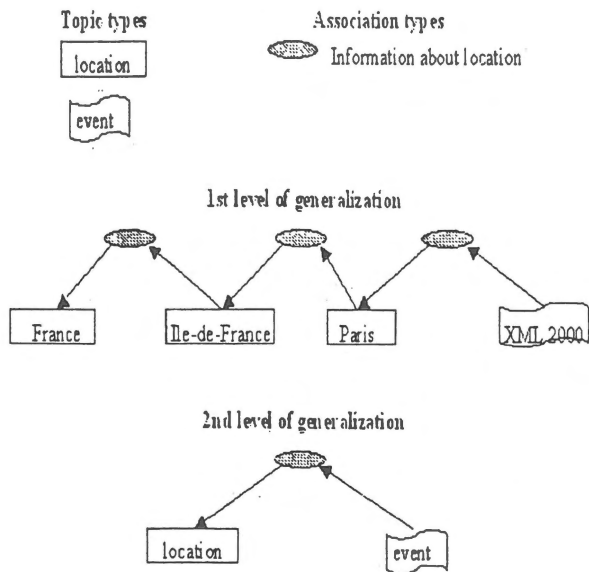 Topic types
Association types
location
Information about location
event
1st level of generalization
France
Ile-de-France
Paris
XML 2000
2nd level of generalization
location
event